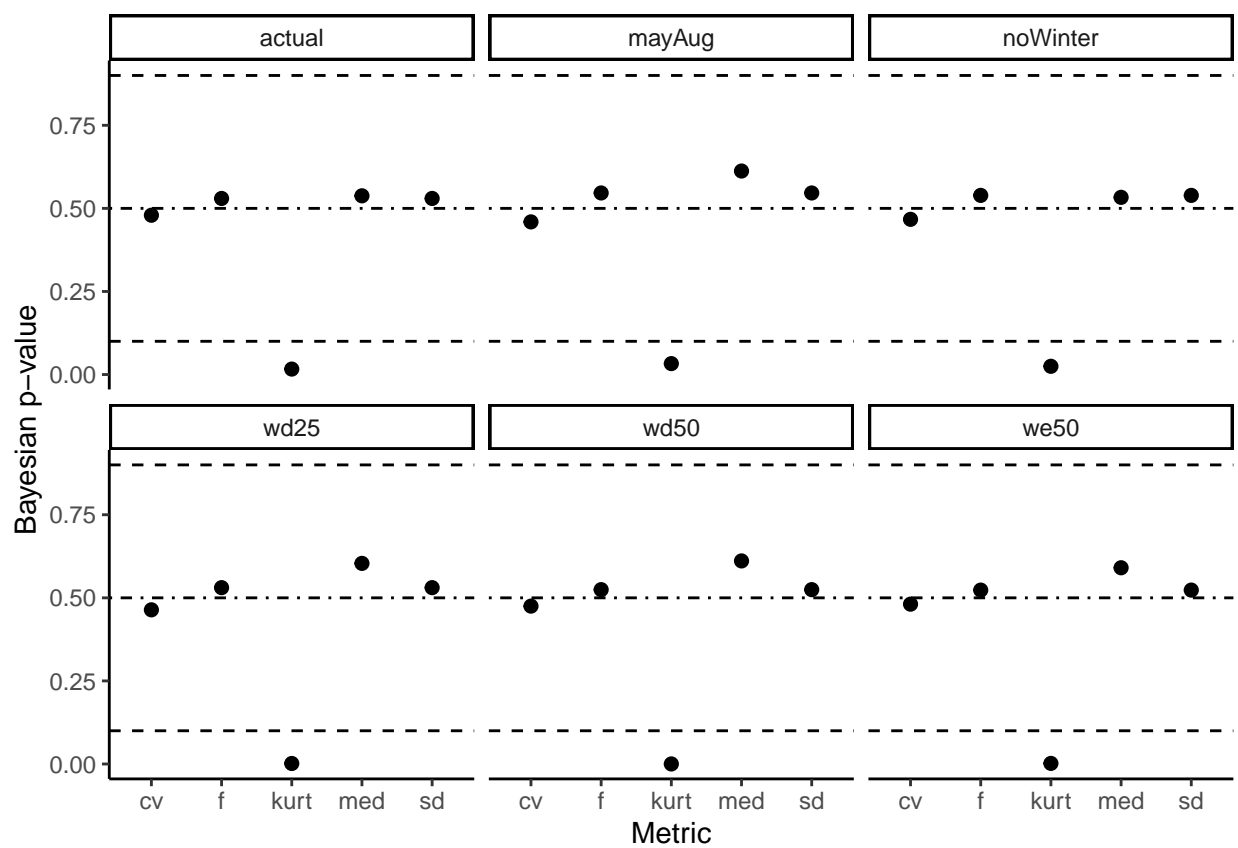 actual mayAug noWinter
0.75
0.50
0.25
0.00
wd25 wd50 we50
0.75
0.50
0.25
0.00
cv f kurt med sd cv f kurt med sd cv f kurt med sd
Metric
Bayesian p−value